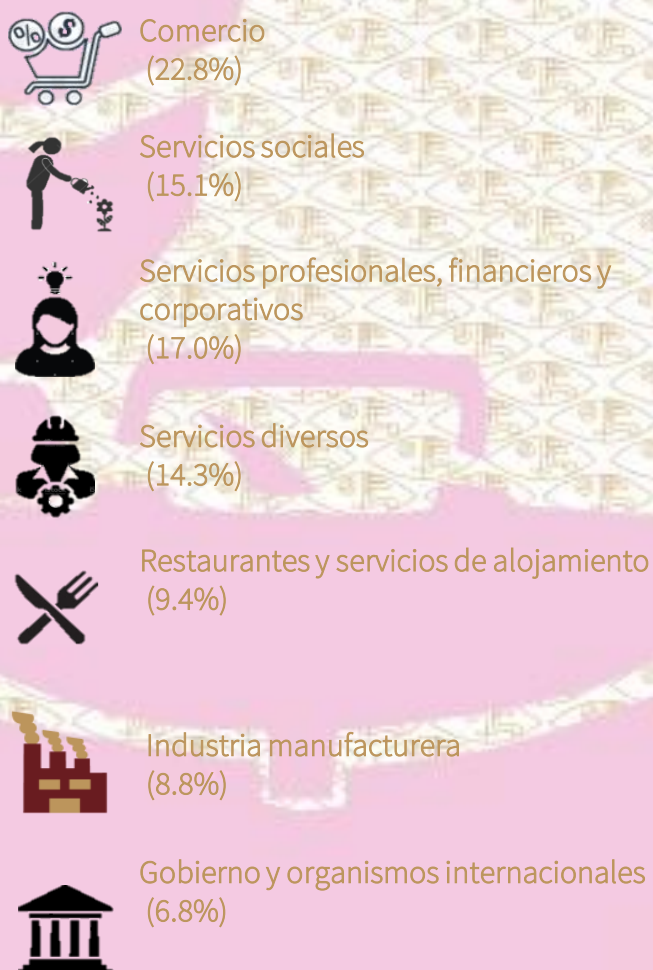 Comercio
(22.8%)
Servicios sociales
(15.1%)
Servicios profesionales, financieros y
corporativos
(17.0%)
Servicios diversos
(14.3%)
Restaurantes y servicios de alojamiento
(9.4%)
Industria manufacturera
(8.8%)
Gobierno y organismos internacionales
(6.8%)